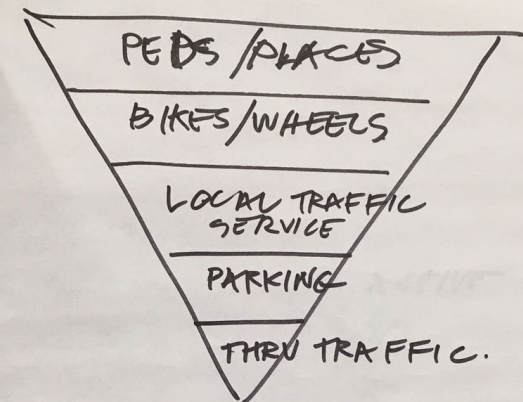 PEDS/PLACES
BIKES/WHEELS
LOCAL TRAFFIC
SERVICE
PARKING
THRU TRAFFIC.